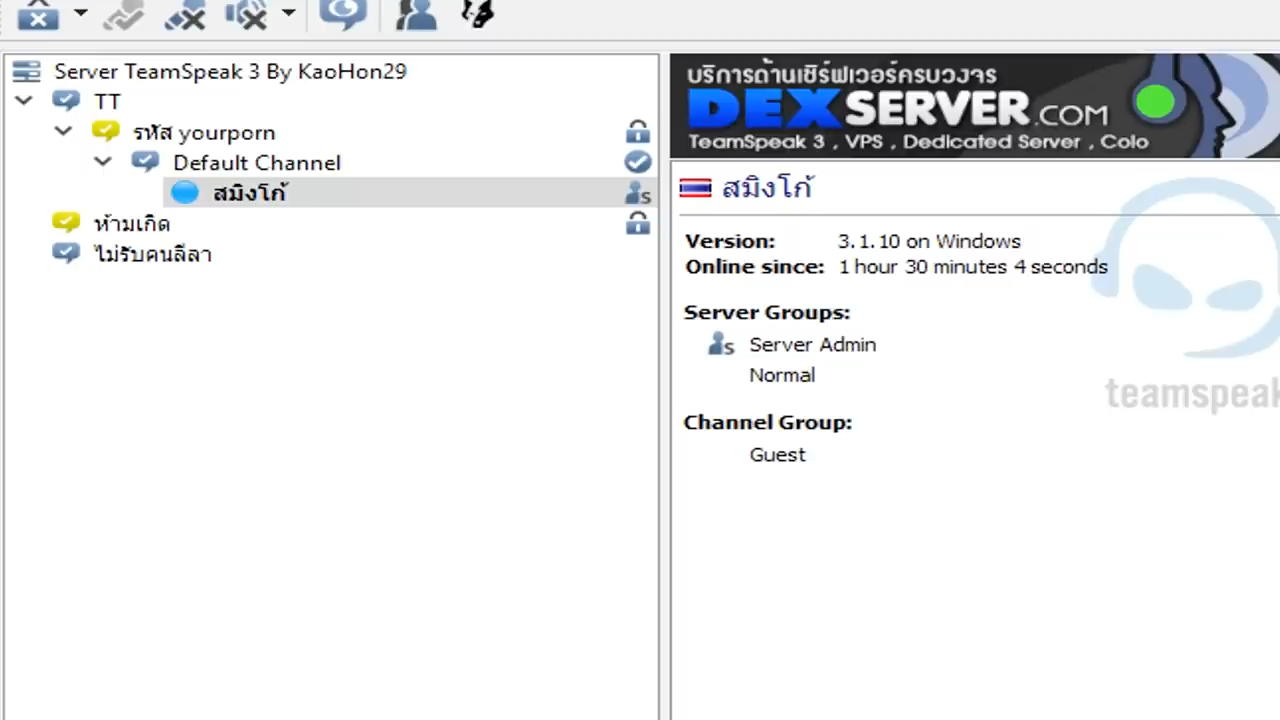 Server TeamSpeak 3 By KaoHon29
TT
รหัส yourporn
Default Channel
สมิงโก้
ห้ามเกิด
ไม่รับคนลีลา
บริการด้านเซิร์ฟเวอร์ครบวงจร
DEXSERVER.COM
TeamSpeak 3 , VPS , Dedicated Server , Colo
สมิงโก้
Version: 3.1.10 on Windows
Online since: 1 hour 30 minutes 4 seconds
Server Groups:
Server Admin
Normal
Channel Group:
Guest
teamspeak